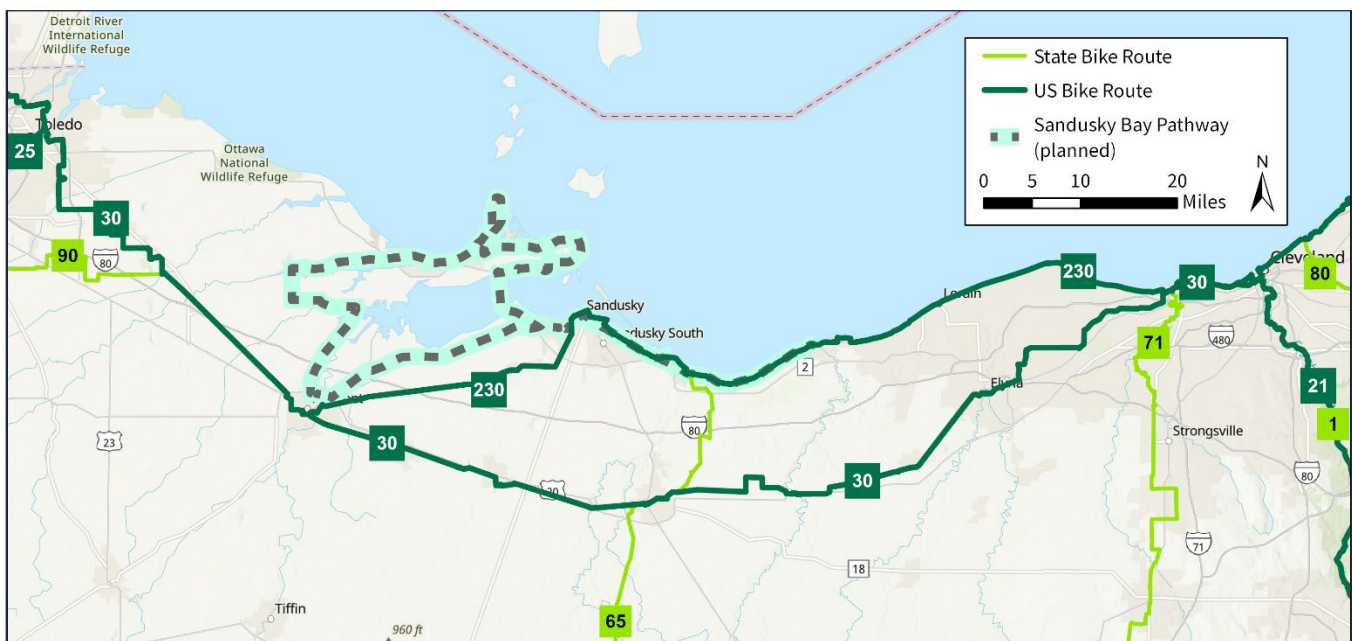 Detroit River
International
Wildlife Refuge
State Bike Route
US Bike Route
Sandusky Bay Pathway
(planned)
N
0 5 10 20
Miles
Toledo
25
Ottawa
National
Wildlife Refuge
30
90
80
Cleveland
230
30
80
Lorain
Sandusky
dusky South
71
480
2
230
Elyria
21
1
23
80
30
Strongsville
80
30
20
71
18
Tiffin
65
960 ft